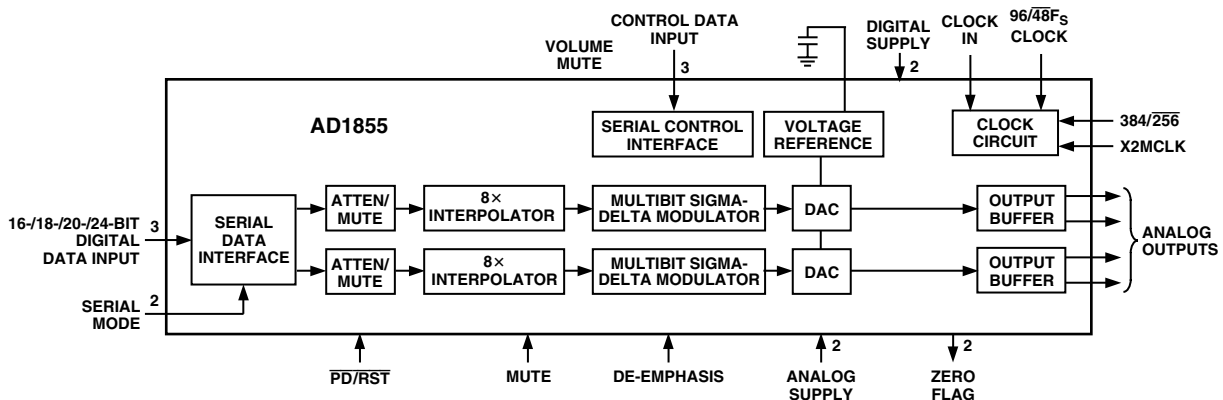 CONTROL DATA
INPUT
VOLUME
MUTE
3
DIGITAL
SUPPLY
2
CLOCK
IN
96/48FS
CLOCK
AD1855
SERIAL CONTROL
INTERFACE
VOLTAGE
REFERENCE
CLOCK
CIRCUIT
384/256
X2MCLK
16-/18-/20-/24-BIT
DIGITAL
DATA INPUT
3
SERIAL
DATA
INTERFACE
ATTEN/
MUTE
8×
INTERPOLATOR
MULTIBIT SIGMA-
DELTA MODULATOR
DAC
OUTPUT
BUFFER
ATTEN/
MUTE
8×
INTERPOLATOR
MULTIBIT SIGMA-
DELTA MODULATOR
DAC
OUTPUT
BUFFER
ANALOG
OUTPUTS
SERIAL
MODE
2
PD/RST
MUTE
DE-EMPHASIS
2
ANALOG
SUPPLY
2
ZERO
FLAG